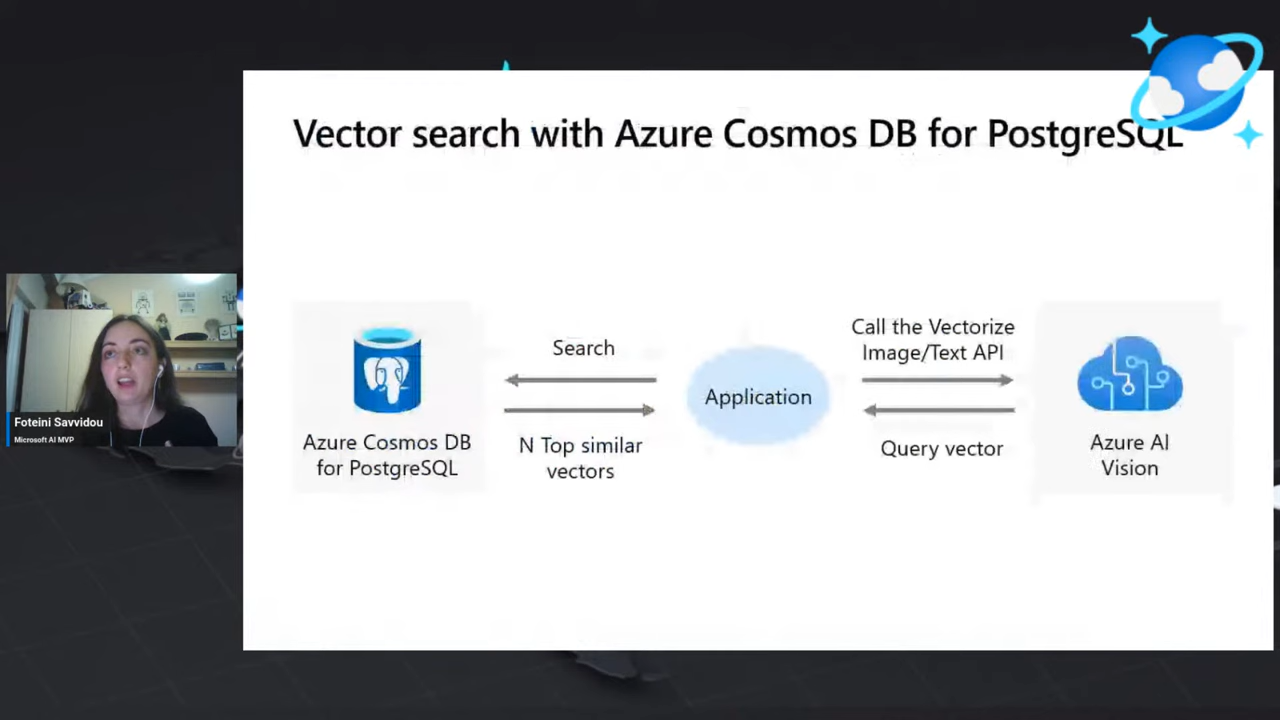 Vector search with Azure Cosmos DB for PostgreSQL
Search
Call the Vectorize
Image/Text API
Application
Azure Cosmos DB
for PostgreSQL
N Top similar
vectors
Query vector
Azure AI
Vision
Foteini Savvidou
Microsoft AI MVP